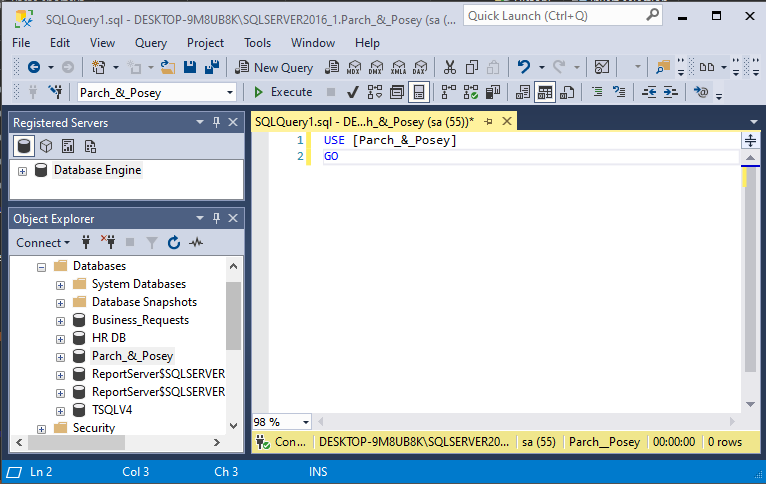 SQLQuery1.sql - DESKTOP-9M8UB8K\SQLSERVER2016_1.Parch_&_Posey (sa (55))
Quick Launch (Ctrl+Q)
File Edit View Query Project Tools Window Help
New Query MDX DMX XMLA DAX
Parch_&_Posey Execute
Registered Servers
Database Engine
Object Explorer
Connect
Databases
System Databases
Database Snapshots
Business_Requests
HR DB
Parch_&_Posey
ReportServer$SQLSERVER
ReportServer$SQLSERVER
TSQLV4
Security
SQLQuery1.sql - DE...h_&_Posey (sa (55))*
1 USE [Parch_&_Posey]
2 GO
98 %
Con... DESKTOP-9M8UB8K\SQLSERVER20... sa (55) Parch__Posey 00:00:00 0 rows
Ln 2 Col 3 Ch 3 INS